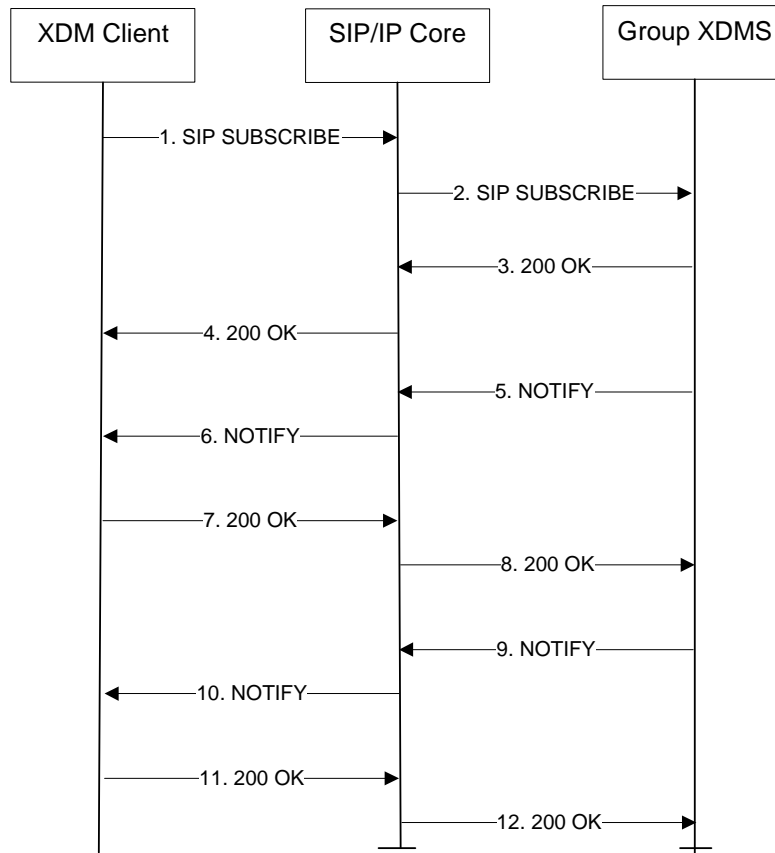 XDM Client
SIP/IP Core
Group XDMS
1. SIP SUBSCRIBE
2. SIP SUBSCRIBE
3. 200 OK
4. 200 OK
5. NOTIFY
6. NOTIFY
7. 200 OK
8. 200 OK
9. NOTIFY
10. NOTIFY
11. 200 OK
12. 200 OK